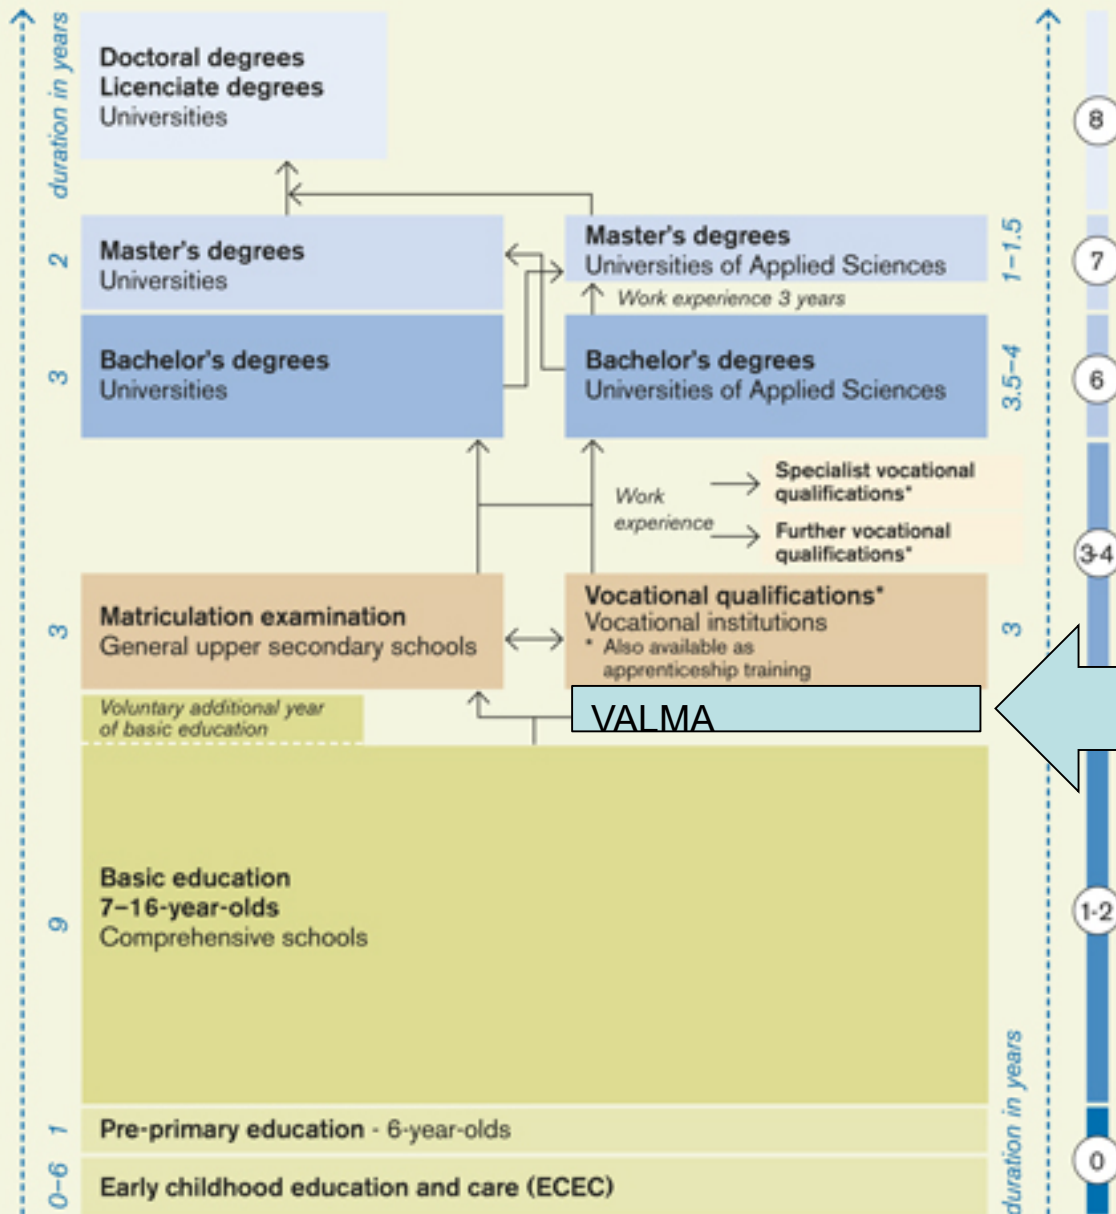 duration in years
Doctoral degrees
Licenciate degrees
Universities
8
2
Master's degrees
Universities
Master's degrees
Universities of Applied Sciences
1–1.5
7
Work experience 3 years
3
Bachelor's degrees
Universities
Bachelor's degrees
Universities of Applied Sciences
3.5–4
6
Work
experience
Specialist vocational
qualifications*
Further vocational
qualifications*
3-4
3
Matriculation examination
General upper secondary schools
Vocational qualifications*
Vocational institutions
* Also available as
apprenticeship training
3
Voluntary additional year
of basic education
VALMA
9
Basic education
7–16-year-olds
Comprehensive schools
1-2
duration in years
1
Pre-primary education - 6-year-olds
0–6
Early childhood education and care (ECEC)
0